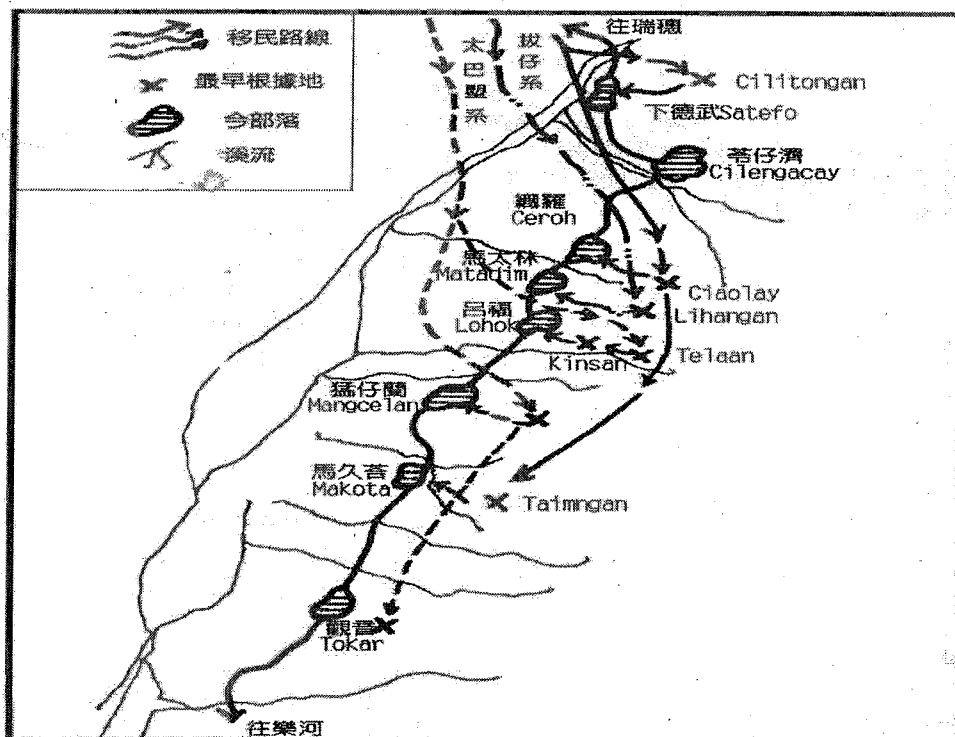 移民路線
最早根據地
今部落
溪流
太巴塱系
拔仔系
往瑞穗
Cilitongan
下德武Satefo
苓仔濟
Cilengacay
織羅
Ceroh
馬太林
Matadim
呂福
Lohok
Ciaolay
Lihangan
Kinsan
Telaan
猛仔蘭
Mangcelan
馬久荅
Makota
Taimngan
觀音
Tokar
往樂河